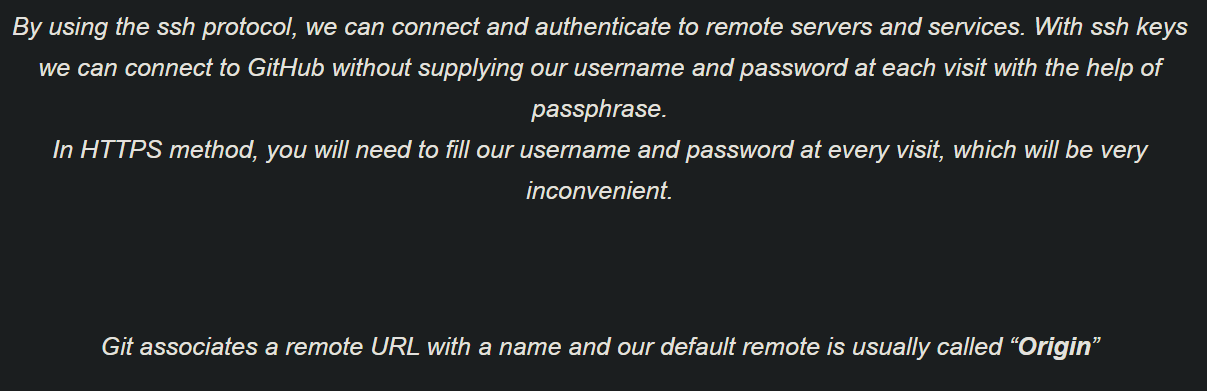 By using the ssh protocol, we can connect and authenticate to remote servers and services. With ssh keys
we can connect to GitHub without supplying our username and password at each visit with the help of
passphrase.
In HTTPS method, you will need to fill our username and password at every visit, which will be very
inconvenient.
Git associates a remote URL with a name and our default remote is usually called “Origin”